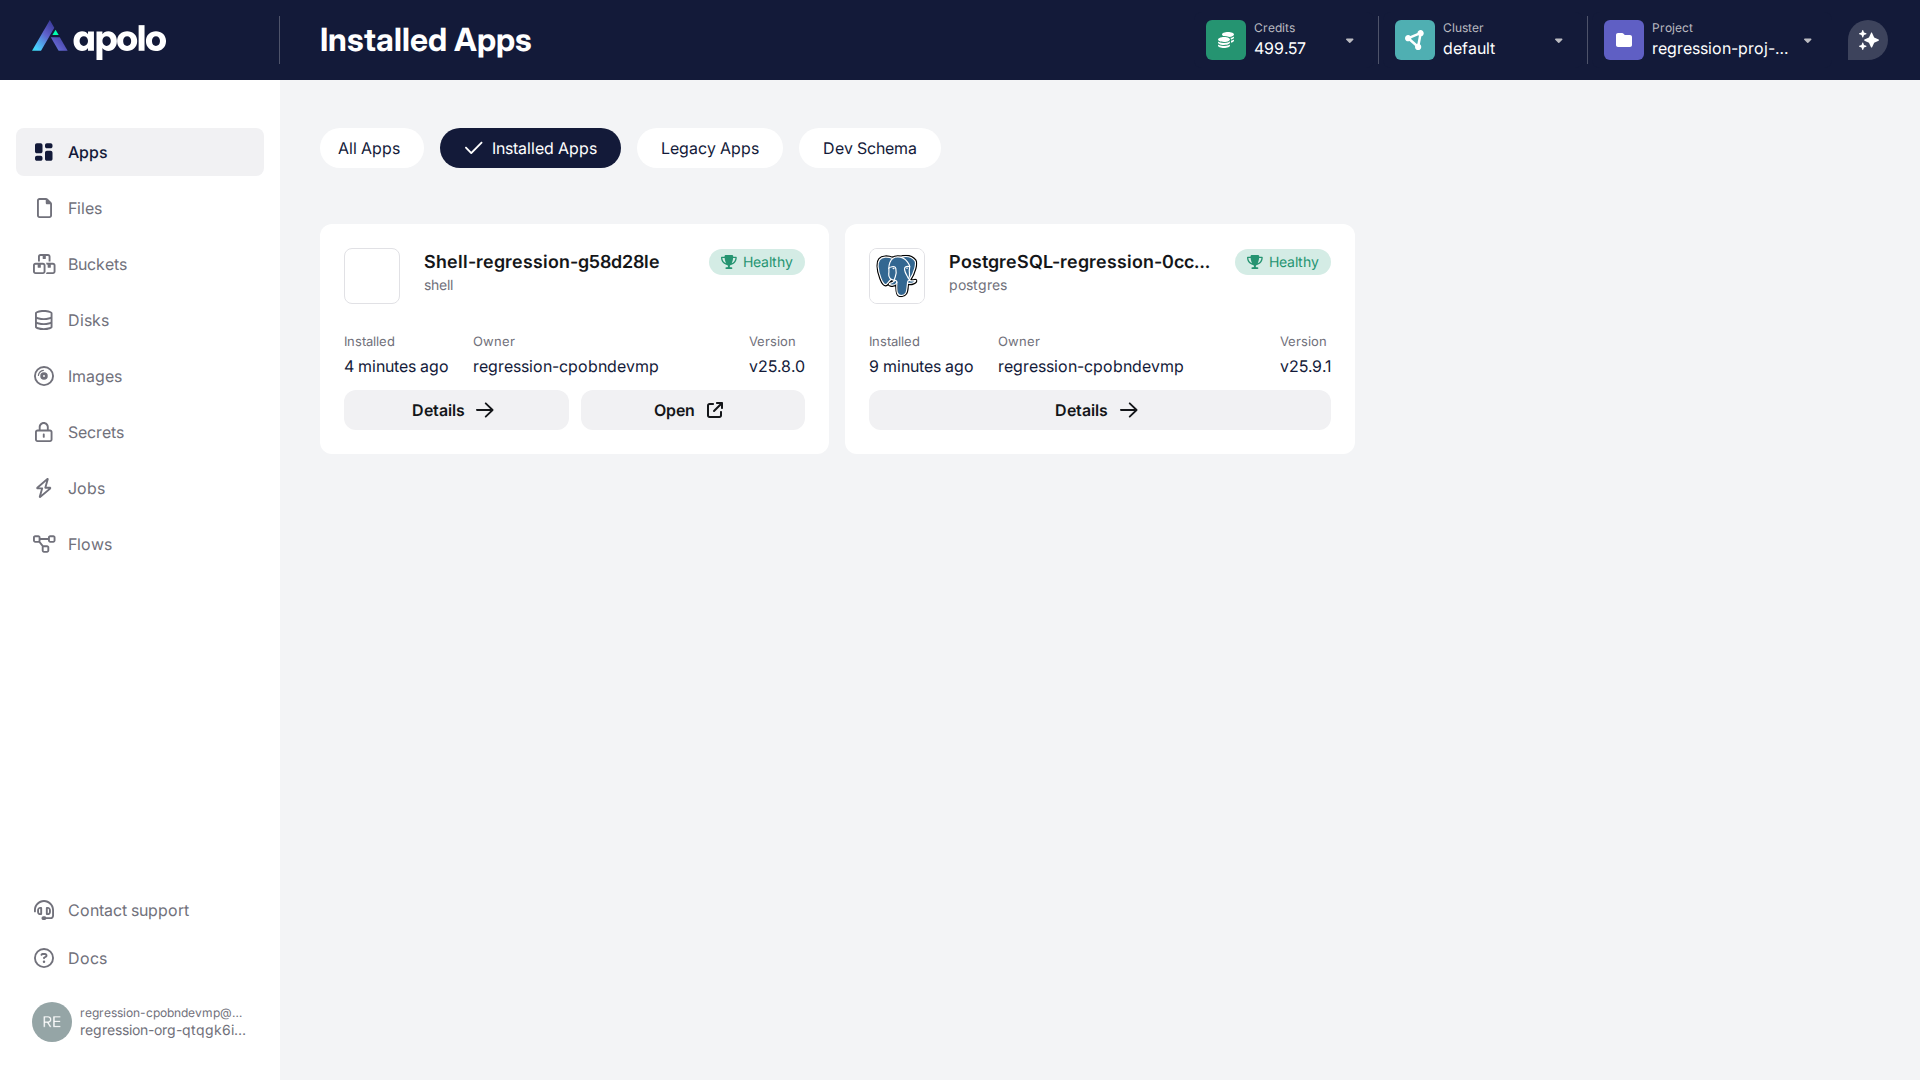 apolo
Installed Apps
Credits
499.57
Cluster
default
Project
regression-proj-...
Apps
Files
Buckets
Disks
Images
Secrets
Jobs
Flows
Contact support
Docs
RE
regression-cpobndevmp@...
regression-org-qtqgk6i...
All Apps
Installed Apps
Legacy Apps
Dev Schema
Shell-regression-g58d28le
shell
Healthy
Installed
Owner
Version
4 minutes ago
regression-cpobndevmp
v25.8.0
Details
Open
PostgreSQL-regression-0cc...
postgres
Healthy
Installed
Owner
Version
9 minutes ago
regression-cpobndevmp
v25.9.1
Details